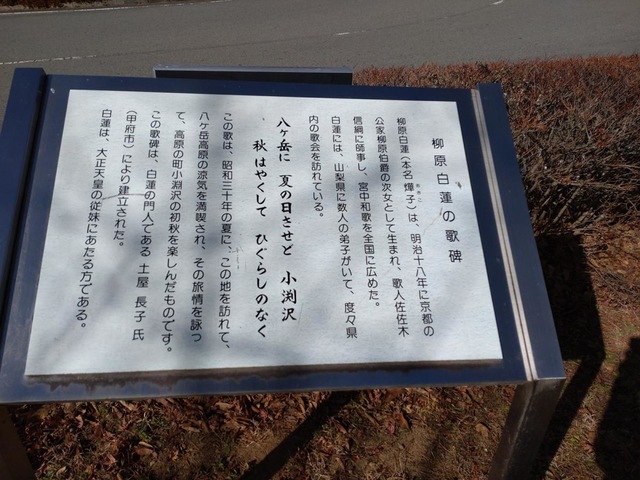 柳原白蓮の歌碑
柳原白蓮（本名燁子）は、明治十八年に京都の
公家柳原伯爵の次女として生まれ、歌人佐佐木
信綱に師事し、宮中和歌を全国に広めた。
白蓮には、山梨県に数人の弟子がいて、度々県
内の歌会を訪れている。
八ヶ岳に 夏の日させど 小渕沢
秋はやくして ひぐらしのなく
この歌は、昭和三十年の夏に、この地を訪れて、
八ヶ岳高原の涼気を満喫され、その旅情を詠っ
て、高原の町小淵沢の初秋を楽しんだものです。
この歌碑は、白蓮の門人である 土屋 長子 氏
（甲府市）により建立された。
白蓮は、大正天皇の従妹にあたる方である。